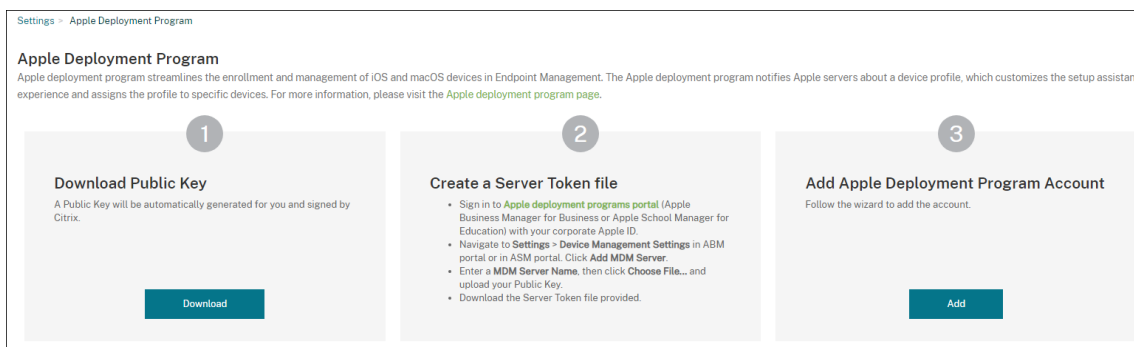 Settings > Apple Deployment Program
Apple Deployment Program
Apple deployment program streamlines the enrollment and management of iOS and macOS devices in Endpoint Management. The Apple deployment program notifies Apple servers about a device profile, which customizes the setup assistan
experience and assigns the profile to specific devices. For more information, please visit the Apple deployment program page.
1
Download Public Key
A Public Key will be automatically generated for you and signed by
Citrix.
Download
2
Create a Server Token file
• Sign in to Apple deployment programs portal (Apple
Business Manager for Business or Apple School Manager for
Education) with your corporate Apple ID.
• Navigate to Settings > Device Management Settings in ABM
portal or in ASM portal. Click Add MDM Server.
• Enter a MDM Server Name, then click Choose File... and
upload your Public Key.
• Download the Server Token file provided.
3
Add Apple Deployment Program Account
Follow the wizard to add the account.
Add